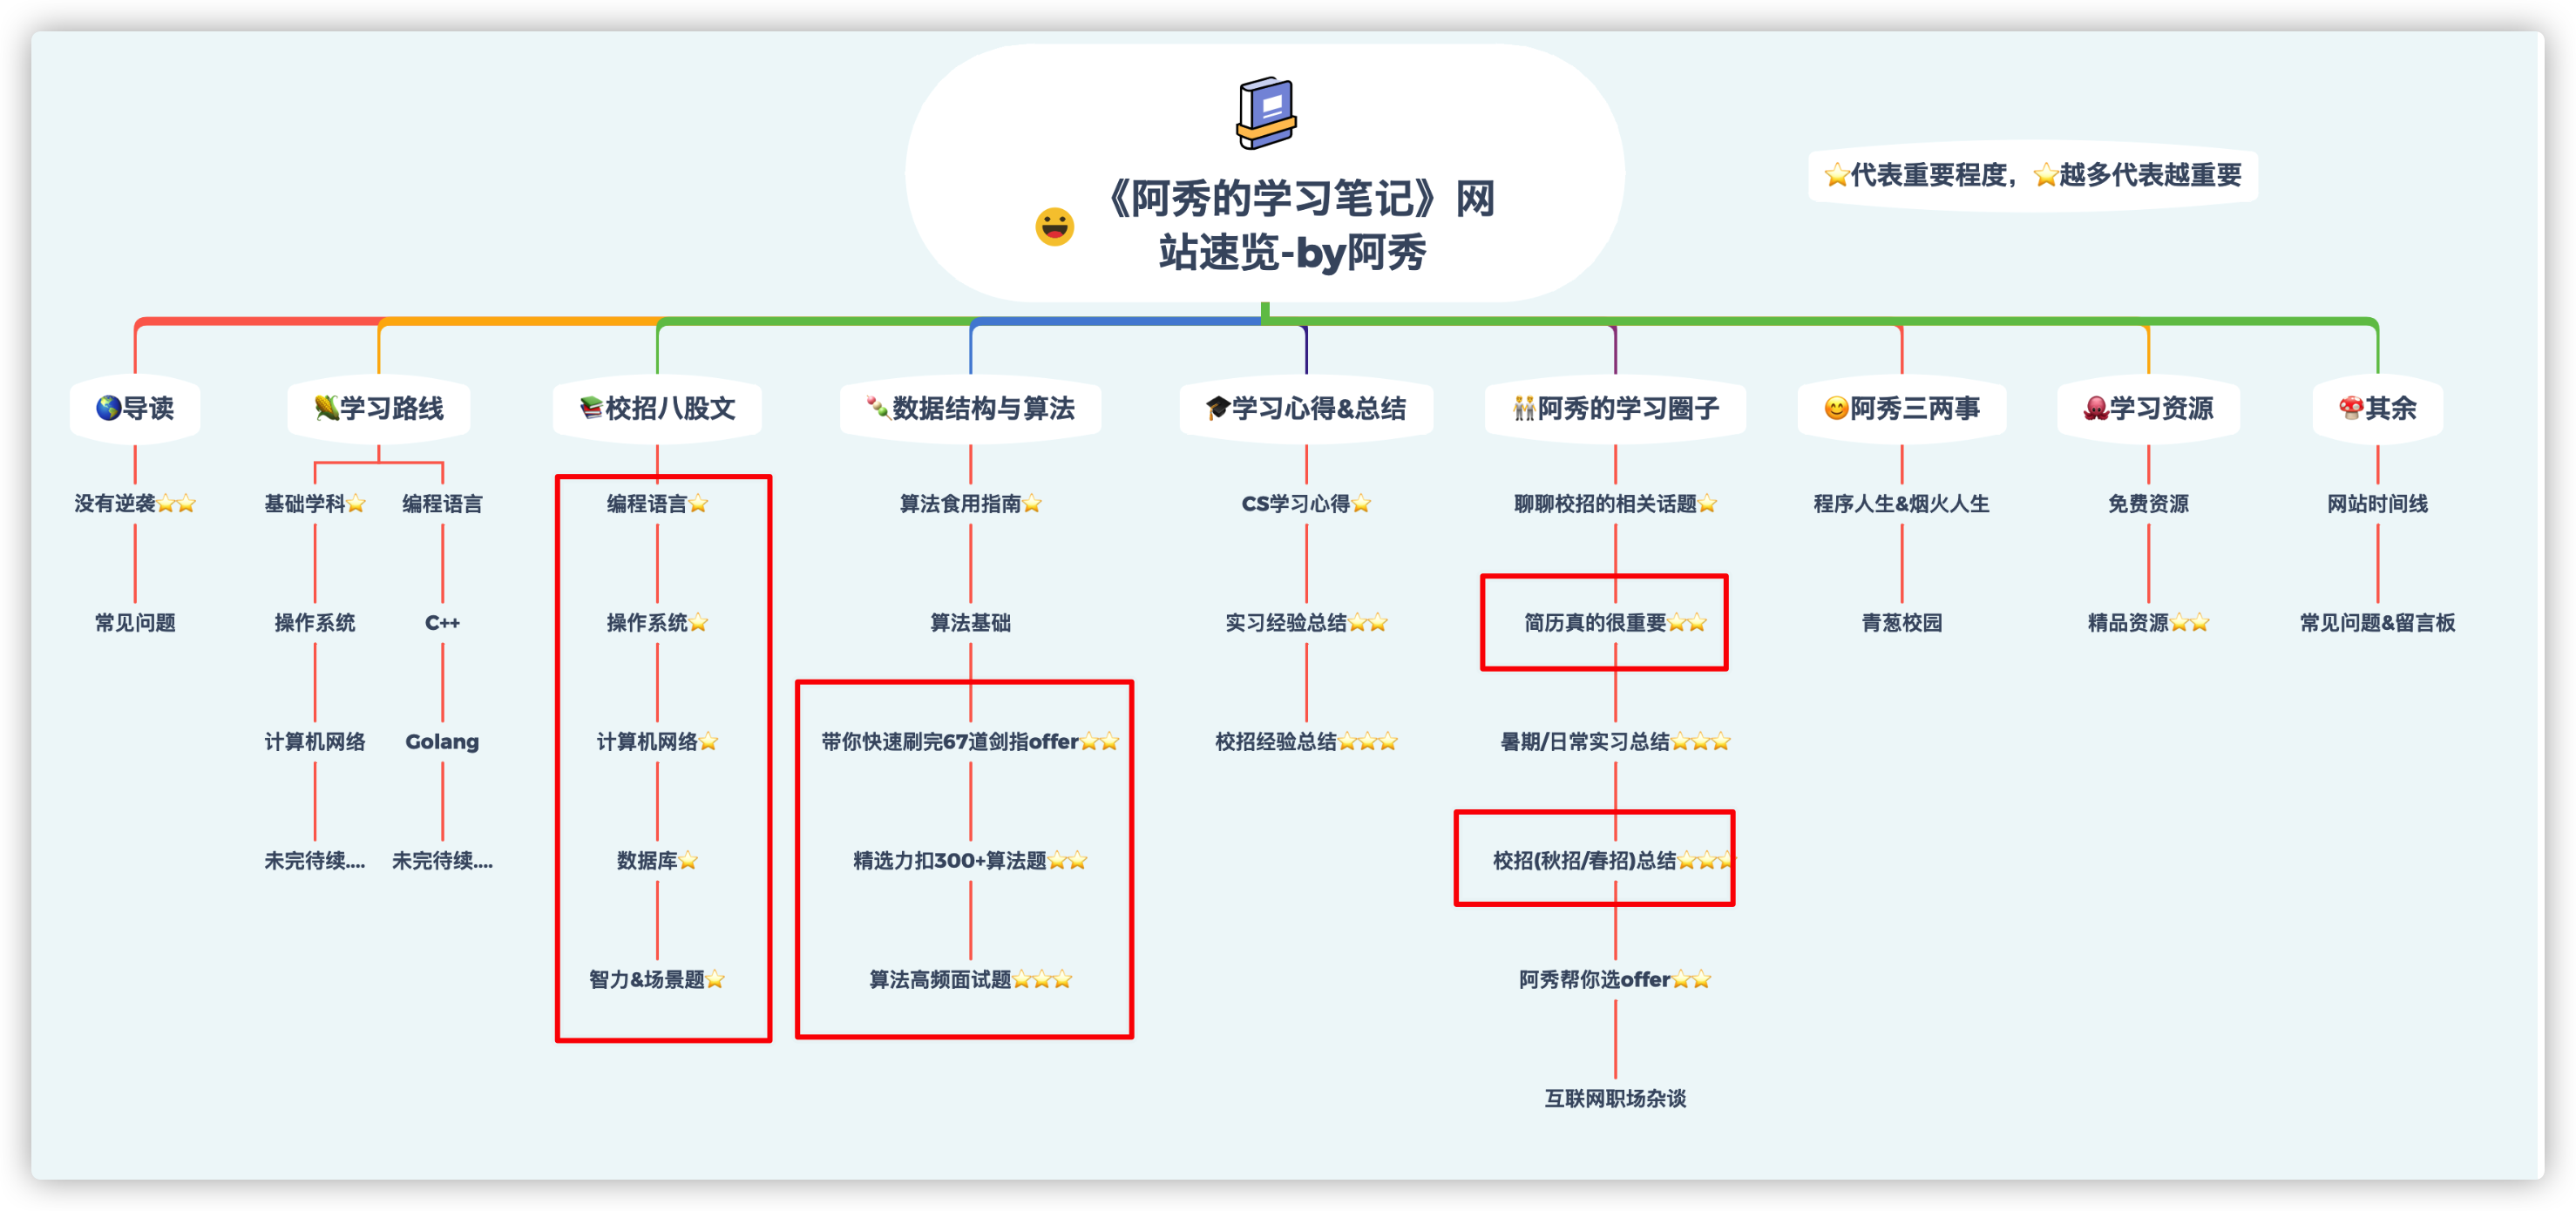 《阿秀的学习笔记》网
站速览-by阿秀
⭐代表重要程度，⭐越多代表越重要
🌎导读
没有逆袭⭐⭐
常见问题
🌽学习路线
基础学科⭐
操作系统
计算机网络
未完待续....
编程语言
C++
Golang
未完待续....
📚校招八股文
编程语言⭐
操作系统⭐
计算机网络⭐
数据库⭐
智力&场景题⭐
🍡数据结构与算法
算法食用指南⭐
算法基础
带你快速刷完67道剑指offer⭐⭐
精选力扣300+算法题⭐⭐
算法高频面试题⭐⭐⭐
🎓学习心得&总结
CS学习心得⭐
实习经验总结⭐⭐
校招经验总结⭐⭐⭐
👬阿秀的学习圈子
聊聊校招的相关话题⭐
简历真的很重要⭐⭐
暑期/日常实习总结⭐⭐⭐
校招(秋招/春招)总结⭐⭐⭐
阿秀帮你选offer⭐⭐
互联网职场杂谈
😊阿秀三两事
程序人生&烟火人生
青葱校园
🐙学习资源
免费资源
精品资源⭐⭐
🍄其余
网站时间线
常见问题&留言板